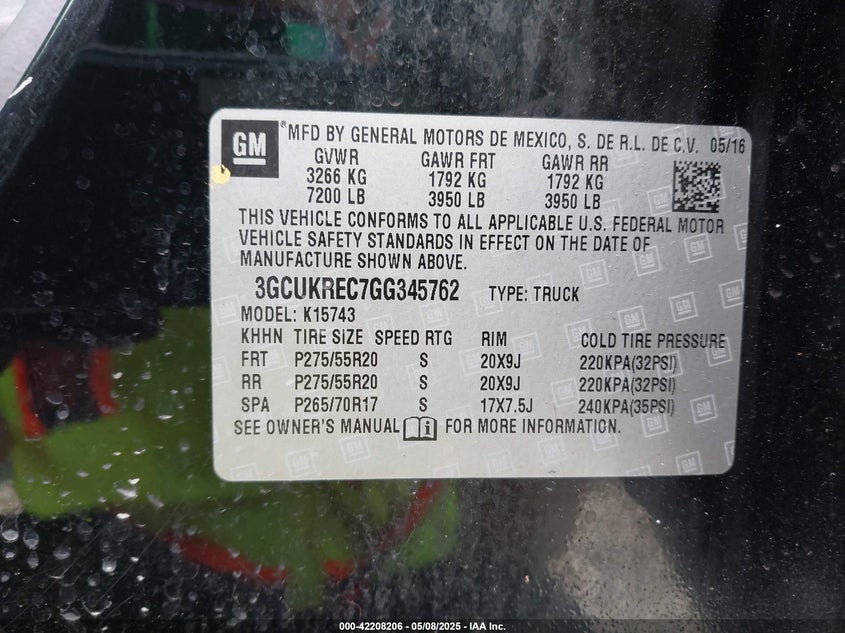 GM ® MFD BY GENERAL MOTORS DE MEXICO, S. DE R.L. DE C.V. 05/16
GVWR GAWR FRT GAWR RR
3266 KG 1792 KG 1792 KG
7200 LB 3950 LB 3950 LB
THIS VEHICLE CONFORMS TO ALL APPLICABLE U.S. FEDERAL MOTOR
VEHICLE SAFETY STANDARDS IN EFFECT ON THE DATE OF
MANUFACTURE SHOWN ABOVE.
3GCUKREC7GG345762 TYPE: TRUCK
MODEL: K15743
KHHN TIRE SIZE SPEED RTG RIM COLD TIRE PRESSURE
FRT P275/55R20 S 20X9J 220KPA(32PSI)
RR P275/55R20 S 20X9J 220KPA(32PSI)
SPA P265/70R17 S 17X7.5J 240KPA(35PSI)
SEE OWNER'S MANUAL i FOR MORE INFORMATION.
000-42208206 - 05/08/2025 - IAA Inc.